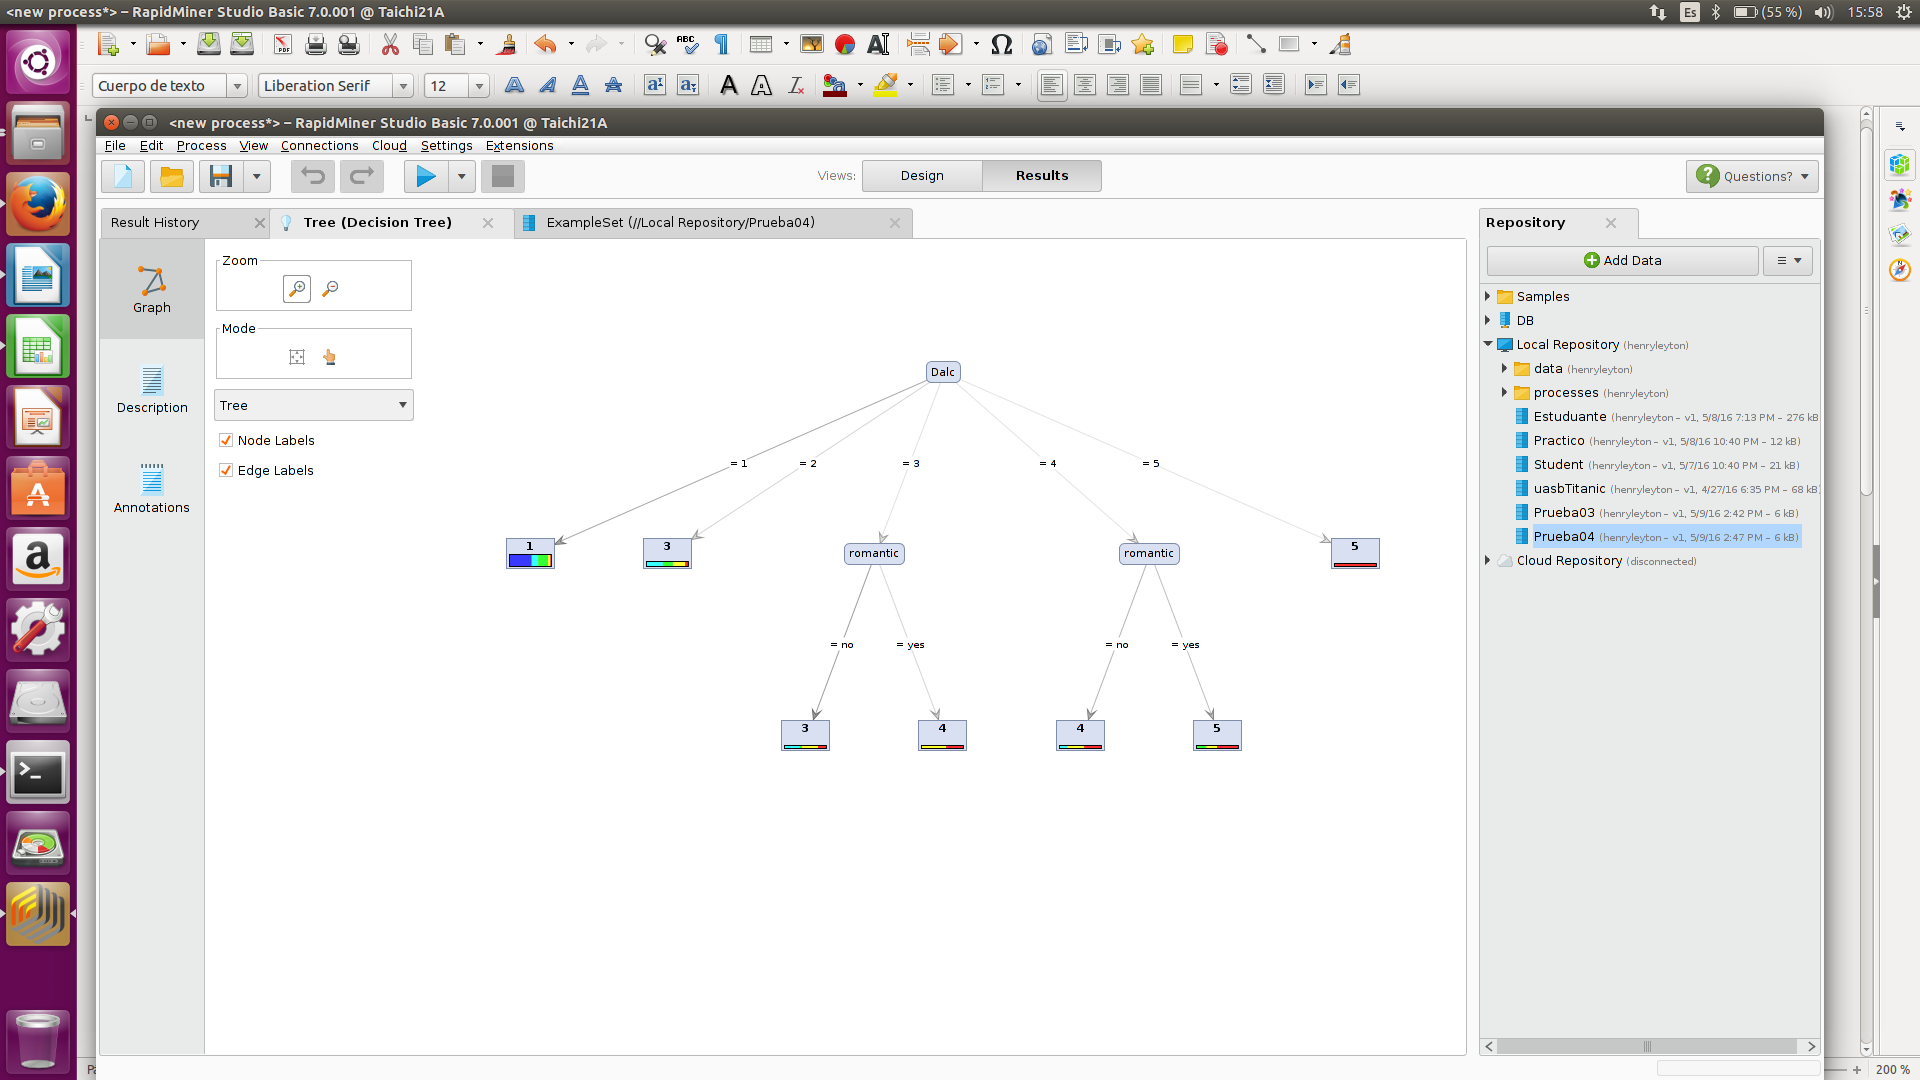 <new process*> – RapidMiner Studio Basic 7.0.001 @ Taichi21A
Es (55 %) 15:58
Cuerpo de texto Liberation Serif 12
<new process*> – RapidMiner Studio Basic 7.0.001 @ Taichi21A
File Edit Process View Connections Cloud Settings Extensions
Views: Design Results Questions?
Result History Tree (Decision Tree) ExampleSet (//Local Repository/Prueba04) Repository
Zoom
Graph
Mode
Tree
Description
Node Labels
Edge Labels
Annotations
Dalc
= 1 = 2 = 3 = 4 = 5
1 3 romantic romantic 5
= no = yes = no = yes
3 4 4 5
Add Data
Samples
DB
Local Repository (henryleyton)
data (henryleyton)
processes (henryleyton)
Estuduante (henryleyton – v1, 5/8/16 7:13 PM – 276 kB
Practico (henryleyton – v1, 5/8/16 10:40 PM – 12 kB)
Student (henryleyton – v1, 5/7/16 10:40 PM – 21 kB)
uasbTitanic (henryleyton – v1, 4/27/16 6:35 PM – 68 kB
Prueba03 (henryleyton – v1, 5/9/16 2:42 PM – 6 kB)
Prueba04 (henryleyton – v1, 5/9/16 2:47 PM – 6 kB)
Cloud Repository (disconnected)
200 %